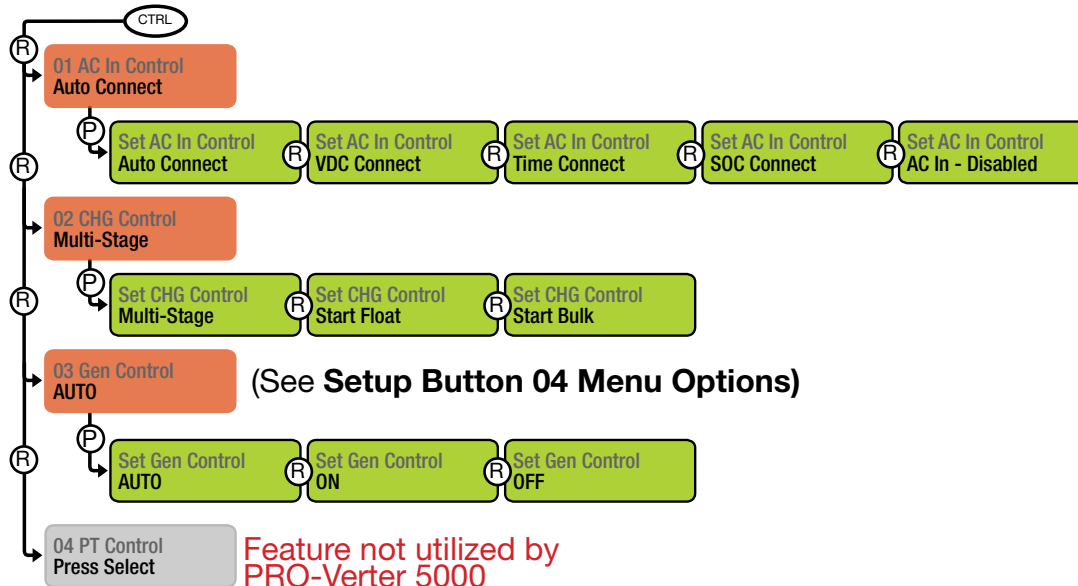 CTRL
R
01 AC In Control
Auto Connect
P
Set AC In Control
Auto Connect
R
Set AC In Control
VDC Connect
R
Set AC In Control
Time Connect
R
Set AC In Control
SOC Connect
R
Set AC In Control
AC In - Disabled
R
02 CHG Control
Multi-Stage
P
Set CHG Control
Multi-Stage
R
Set CHG Control
Start Float
R
Set CHG Control
Start Bulk
R
03 Gen Control
AUTO
(See Setup Button 04 Menu Options)
P
Set Gen Control
AUTO
R
Set Gen Control
ON
R
Set Gen Control
OFF
R
04 PT Control
Press Select
Feature not utilized by
PRO-Verter 5000